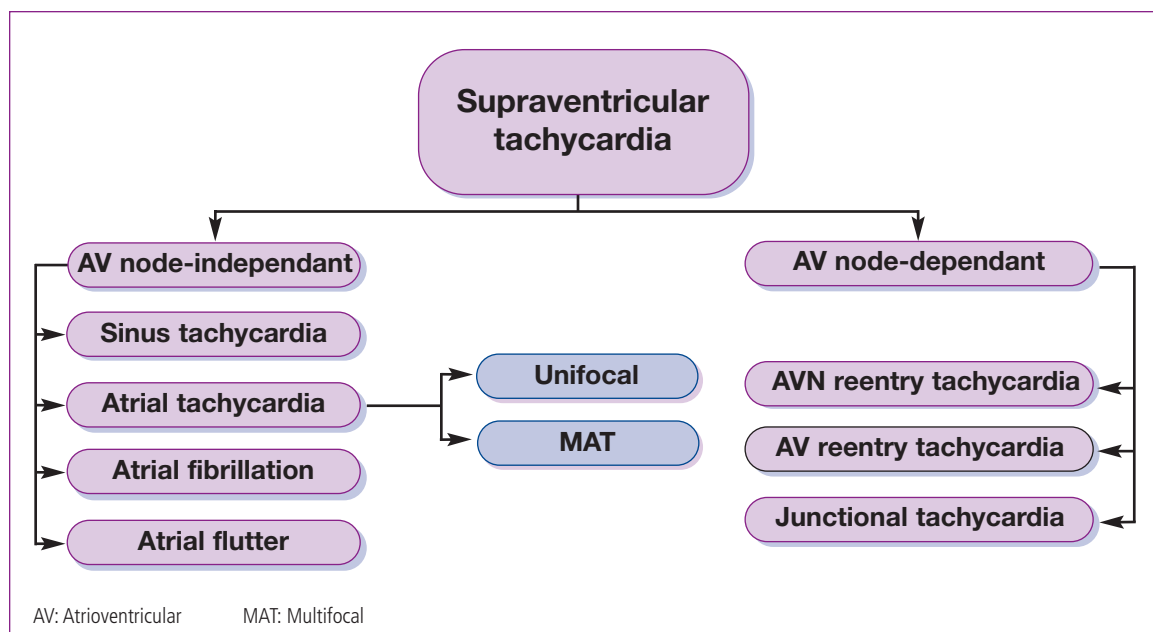 Supraventricular
tachycardia
AV node-independant
AV node-dependant
Sinus tachycardia
Atrial tachycardia
Atrial fibrillation
Atrial flutter
Unifocal
MAT
AVN reentry tachycardia
AV reentry tachycardia
Junctional tachycardia
AV: Atrioventricular MAT: Multifocal